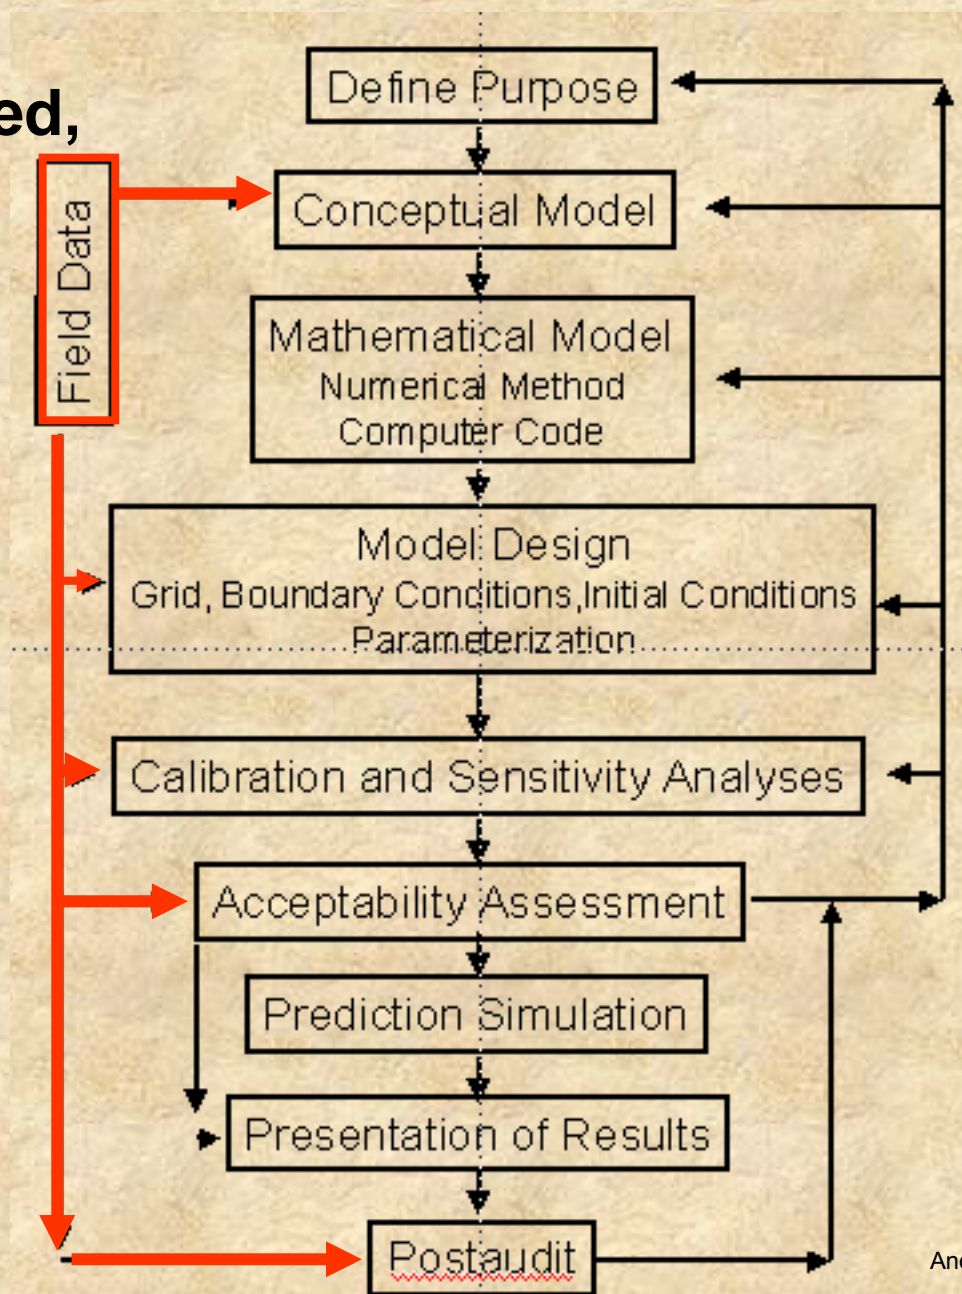 ed,
Define Purpose
Field Data
Conceptual Model
Mathematical Model
Numerical Method
Computer Code
Model Design
Grid, Boundary Conditions,Initial Conditions
Parameterization
Calibration and Sensitivity Analyses
Acceptability Assessment
Prediction Simulation
Presentation of Results
Postaudit
And